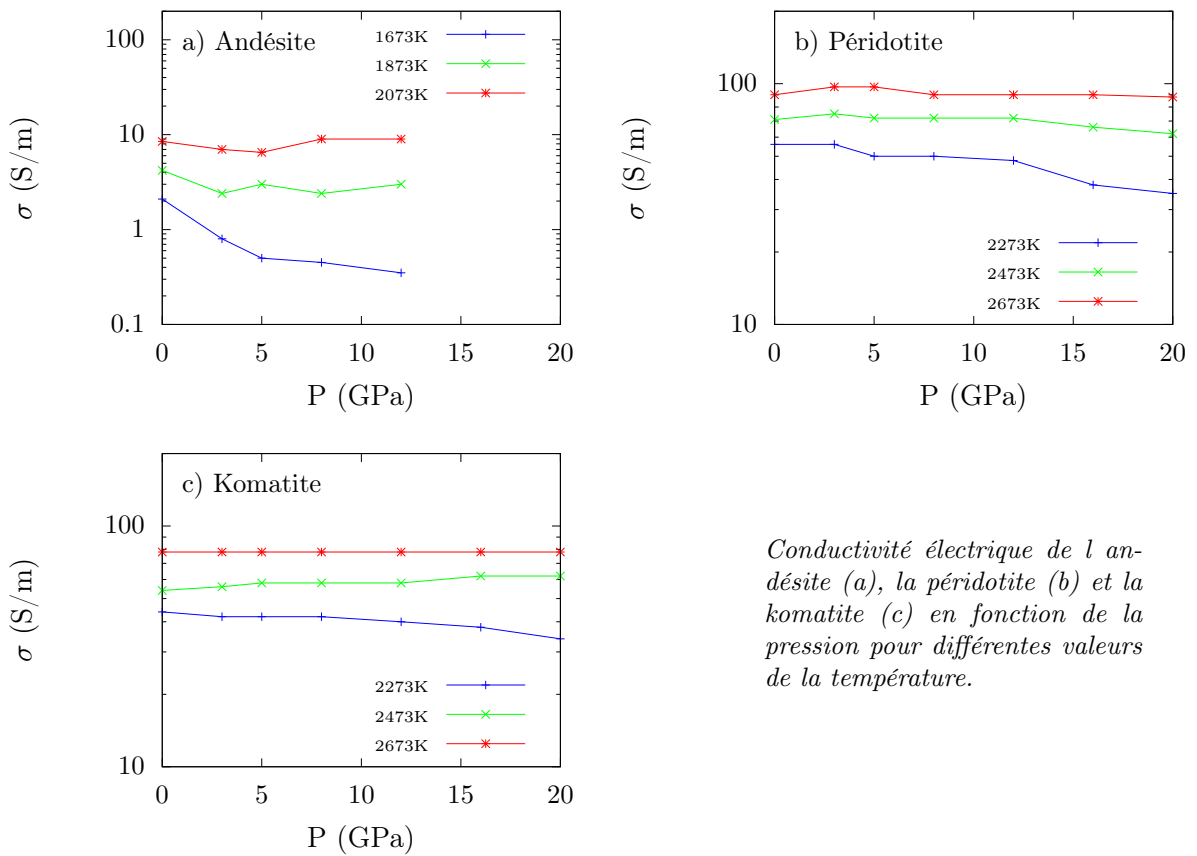 a) Andésite
1673K
1873K
2073K
100
10
1
0.1
σ (S/m)
0 5 10 15 20
P (GPa)
b) Péridotite
100
10
σ (S/m)
2273K
2473K
2673K
0 5 10 15 20
P (GPa)
c) Komatite
100
10
σ (S/m)
2273K
2473K
2673K
0 5 10 15 20
P (GPa)
Conductivité électrique de l an-
désite (a), la péridotite (b) et la
komatite (c) en fonction de la
pression pour différentes valeurs
de la température.